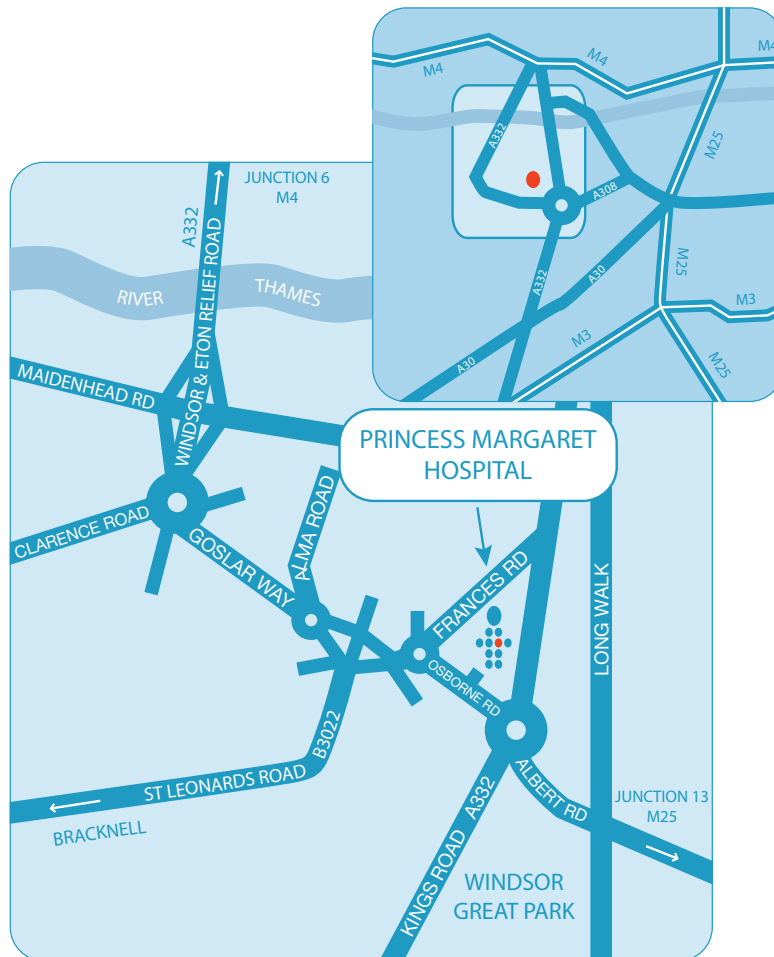 M4
M4
M4
A332
M25
A308
M25
A332
A30
M3
M3
A30
M25
JUNCTION 6
M4
A332
RIVER THAMES
WINDSOR & ETON RELIEF ROAD
MAIDENHEAD RD
PRINCESS MARGARET
HOSPITAL
CLARENCE ROAD
GOSLAR WAY
ALMA ROAD
FRANCES RD
LONG WALK
OSBORNE RD
B3022
ST LEONARDS ROAD
BRACKNELL
ALBERT RD
JUNCTION 13
M25
KINGS ROAD A332
WINDSOR
GREAT PARK